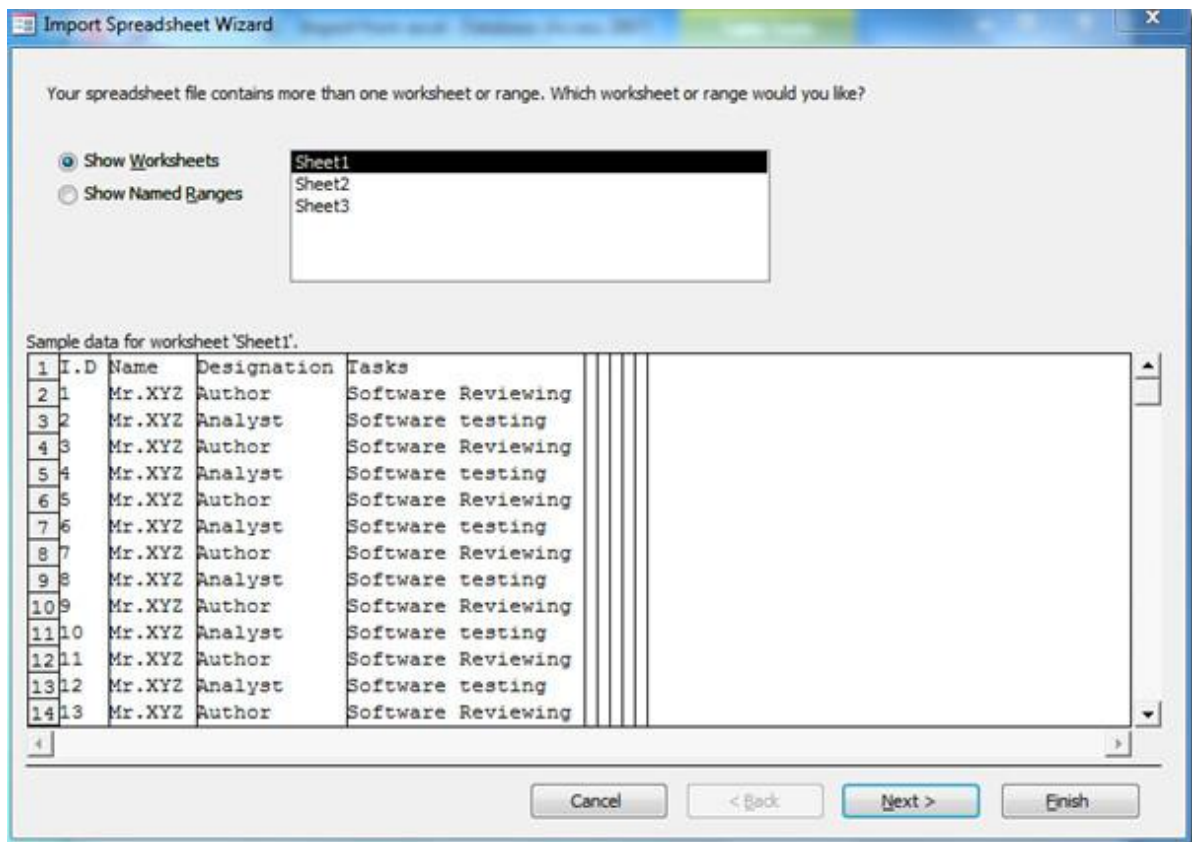 Import Spreadsheet Wizard
Your spreadsheet file contains more than one worksheet or range. Which worksheet or range would you like?
Show Worksheets
Show Named Ranges
Sheet1
Sheet2
Sheet3
Sample data for worksheet 'Sheet1'.
1 I.D Name Designation Tasks
2 1 Mr.XYZ Author Software Reviewing
3 2 Mr.XYZ Analyst Software testing
4 3 Mr.XYZ Author Software Reviewing
5 4 Mr.XYZ Analyst Software testing
6 5 Mr.XYZ Author Software Reviewing
7 6 Mr.XYZ Analyst Software testing
8 7 Mr.XYZ Author Software Reviewing
9 8 Mr.XYZ Analyst Software testing
10 9 Mr.XYZ Author Software Reviewing
11 10 Mr.XYZ Analyst Software testing
12 11 Mr.XYZ Author Software Reviewing
13 12 Mr.XYZ Analyst Software testing
14 13 Mr.XYZ Author Software Reviewing
Cancel < Back Next > Finish